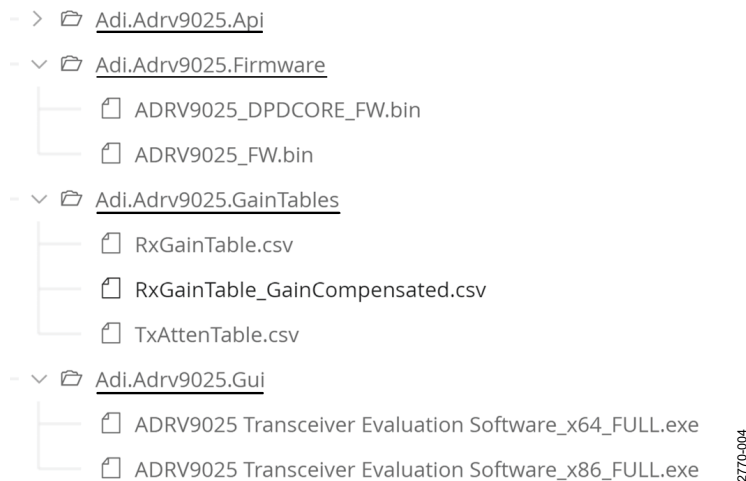 Adi.Adrv9025.Api
Adi.Adrv9025.Firmware
ADRV9025_DPDCORE_FW.bin
ADRV9025_FW.bin
Adi.Adrv9025.GainTables
RxGainTable.csv
RxGainTable_GainCompensated.csv
TxAttenTable.csv
Adi.Adrv9025.Gui
ADRV9025 Transceiver Evaluation Software_x64_FULL.exe
ADRV9025 Transceiver Evaluation Software_x86_FULL.exe
2770-004